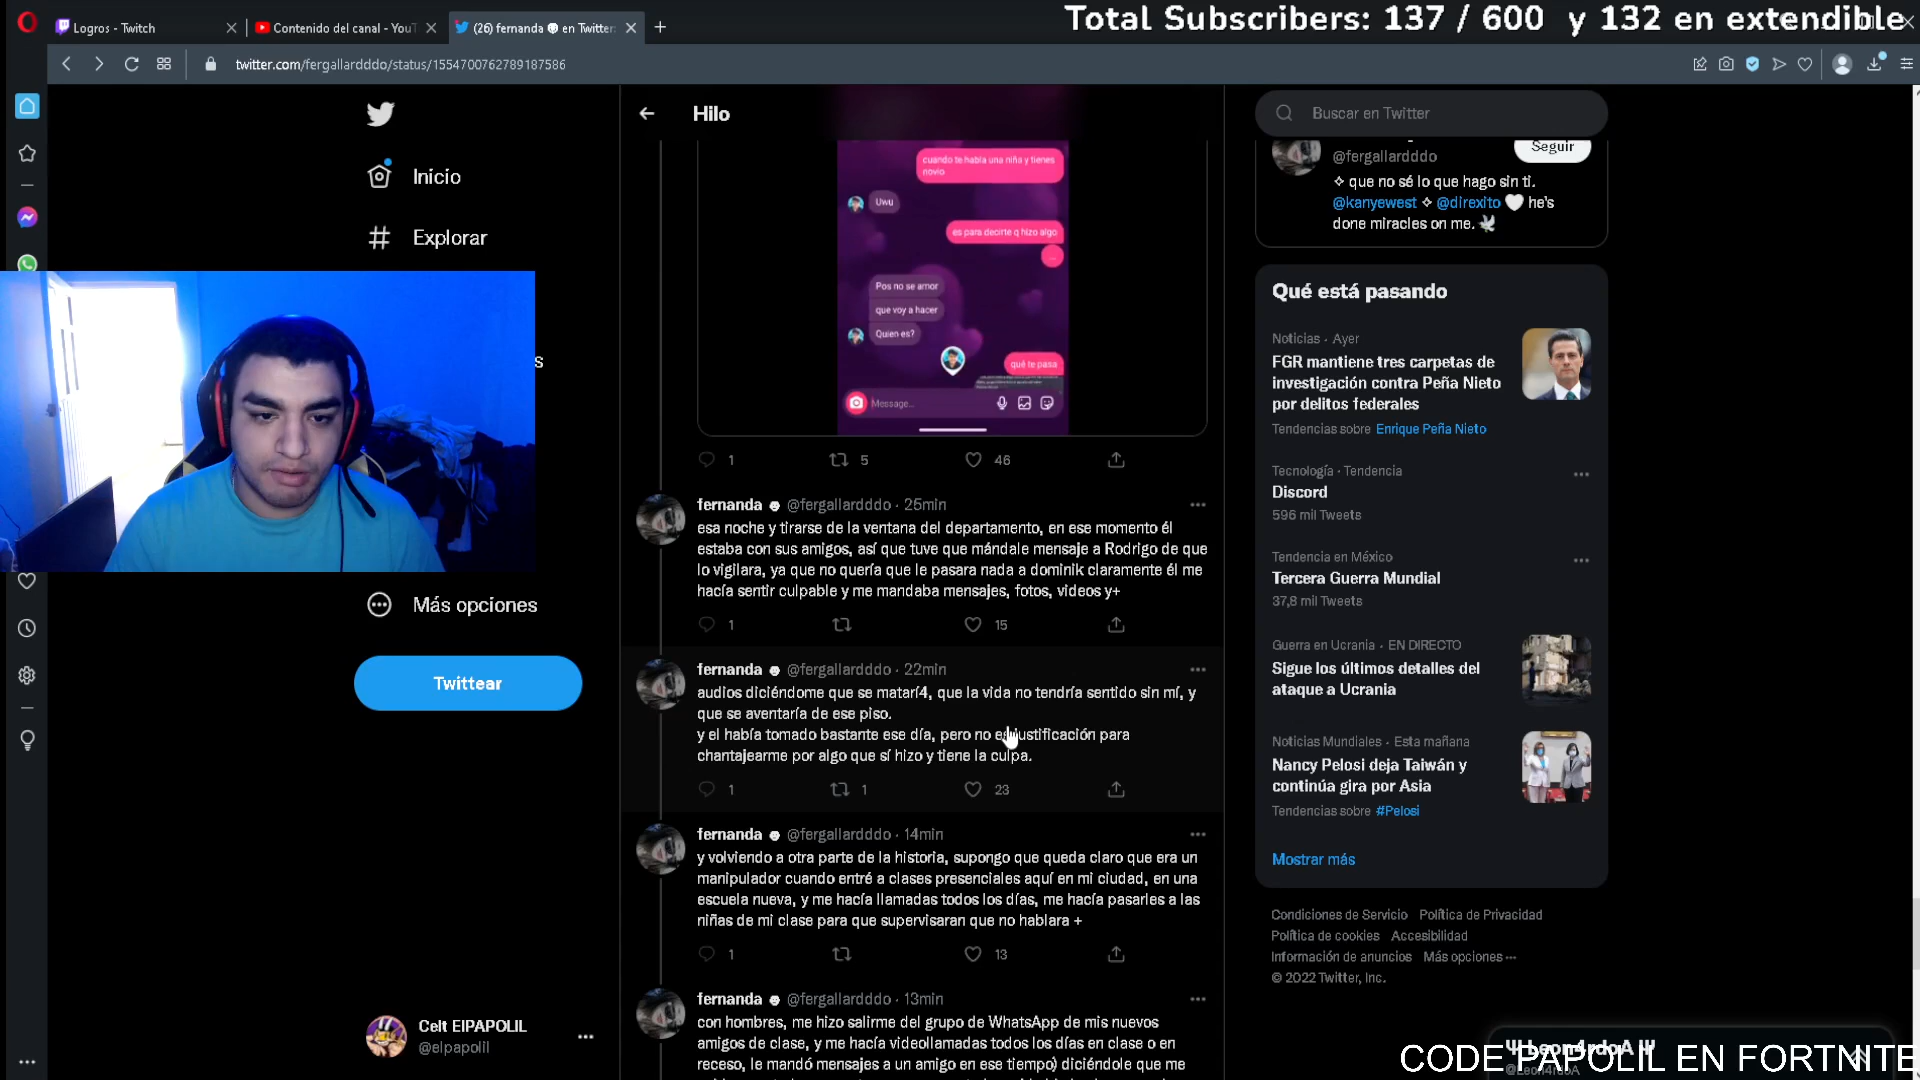 Total Subscribers: 137 / 600 y 132 en extendible
Logros - Twitch
Contenido del canal - YouT
(26) fernanda en Twitter:
twitter.com/fergallardddo/status/1554700762789187586
Inicio
Explorar
s
Más opciones
Twittear
Celt ElPAPOLIL
@elpapolil
Hilo
cuando te había una niña y tienes
novio
Uwu
es para decirte q hizo algo
...
Pos no se amor
que voy a hacer
Quien es?
qué te pasa
Message...
1 5 46
fernanda @fergallardddo · 25min
esa noche y tirarse de la ventana del departamento, en ese momento él
estaba con sus amigos, así que tuve que mándale mensaje a Rodrigo de que
lo vigilara, ya que no quería que le pasara nada a dominik claramente él me
hacía sentir culpable y me mandaba mensajes, fotos, videos y+
1 15
fernanda @fergallardddo · 22min
audios diciéndome que se matarí4, que la vida no tendría sentido sin mí, y
que se aventaría de ese piso.
y el había tomado bastante ese día, pero no es justificación para
chantajearme por algo que sí hizo y tiene la culpa.
1 1 23
fernanda @fergallardddo · 14min
y volviendo a otra parte de la historia, supongo que queda claro que era un
manipulador cuando entré a clases presenciales aquí en mi ciudad, en una
escuela nueva, y me hacía llamadas todos los días, me hacía pasarles a las
niñas de mi clase para que supervisaran que no hablara +
1 13
fernanda @fergallardddo · 13min
con hombres, me hizo salirme del grupo de WhatsApp de mis nuevos
amigos de clase, y me hacía videollamadas todos los días en clase o en
receso, le mandó mensajes a un amigo en ese tiempo) diciéndole que me
Buscar en Twitter
@fergallardddo
Seguir
✧ que no sé lo que hago sin ti.
@kanyewest ✧ @direxito 🤍 he's
done miracles on me. 🕊
Qué está pasando
Noticias · Ayer
FGR mantiene tres carpetas de
investigación contra Peña Nieto
por delitos federales
Tendencias sobre Enrique Peña Nieto
Tecnología · Tendencia
Discord
596 mil Tweets
Tendencia en México
Tercera Guerra Mundial
37,8 mil Tweets
Guerra en Ucrania · EN DIRECTO
Sigue los últimos detalles del
ataque a Ucrania
Noticias Mundiales · Esta mañana
Nancy Pelosi deja Taiwán y
continúa gira por Asia
Tendencias sobre #Pelosi
Mostrar más
Condiciones de Servicio Política de Privacidad
Política de cookies Accesibilidad
Información de anuncios Más opciones ···
© 2022 Twitter, Inc.
Ψ Leon4rdoA Ψ
@Leon4rdoA
CODE PAPOLIL EN FORTNITE